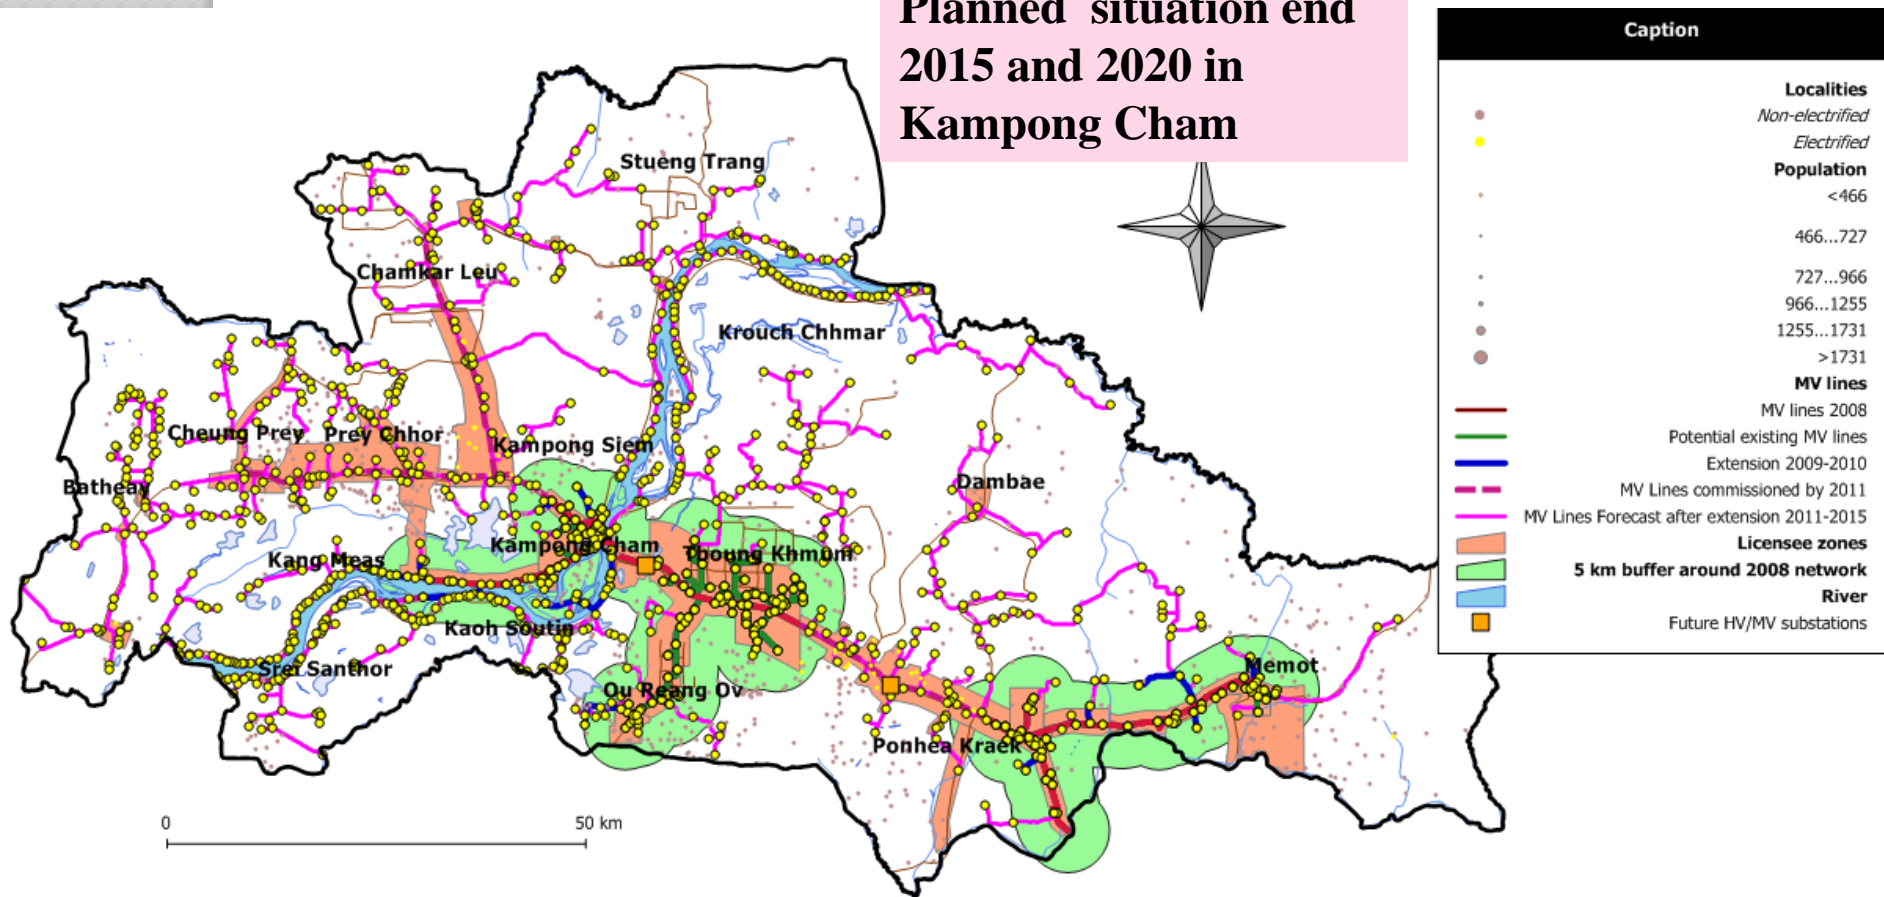 Planned situation end
2015 and 2020 in
Kampong Cham
Caption
Localities
Non-electrified
Electrified
Population
<466
466...727
727...966
966...1255
1255...1731
>1731
MV lines
MV lines 2008
Potential existing MV lines
Extension 2009-2010
MV Lines commissioned by 2011
MV Lines Forecast after extension 2011-2015
Licensee zones
5 km buffer around 2008 network
River
Future HV/MV substations
Stueng Trang
Chamkar Leu
Krouch Chhmar
Cheung Prey
Prey Chhor
Kampong Siem
Batheay
Dambae
Kang Meas
Kampong Cham
Tboung Khmum
Kaoh Soutin
Srei Santhor
Memot
Ou Reang Ov
Ponhea Kraek
0
50 km